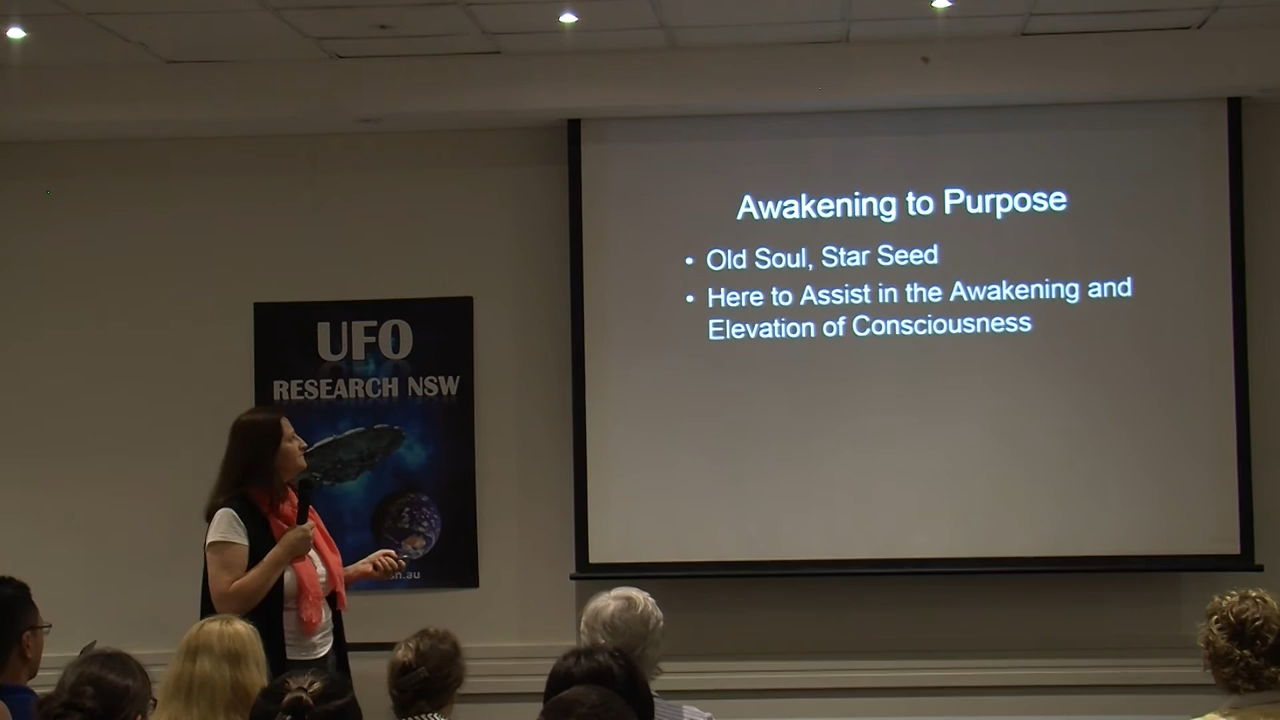 Awakening to Purpose
• Old Soul, Star Seed
• Here to Assist in the Awakening and
Elevation of Consciousness
UFO
RESEARCH NSW